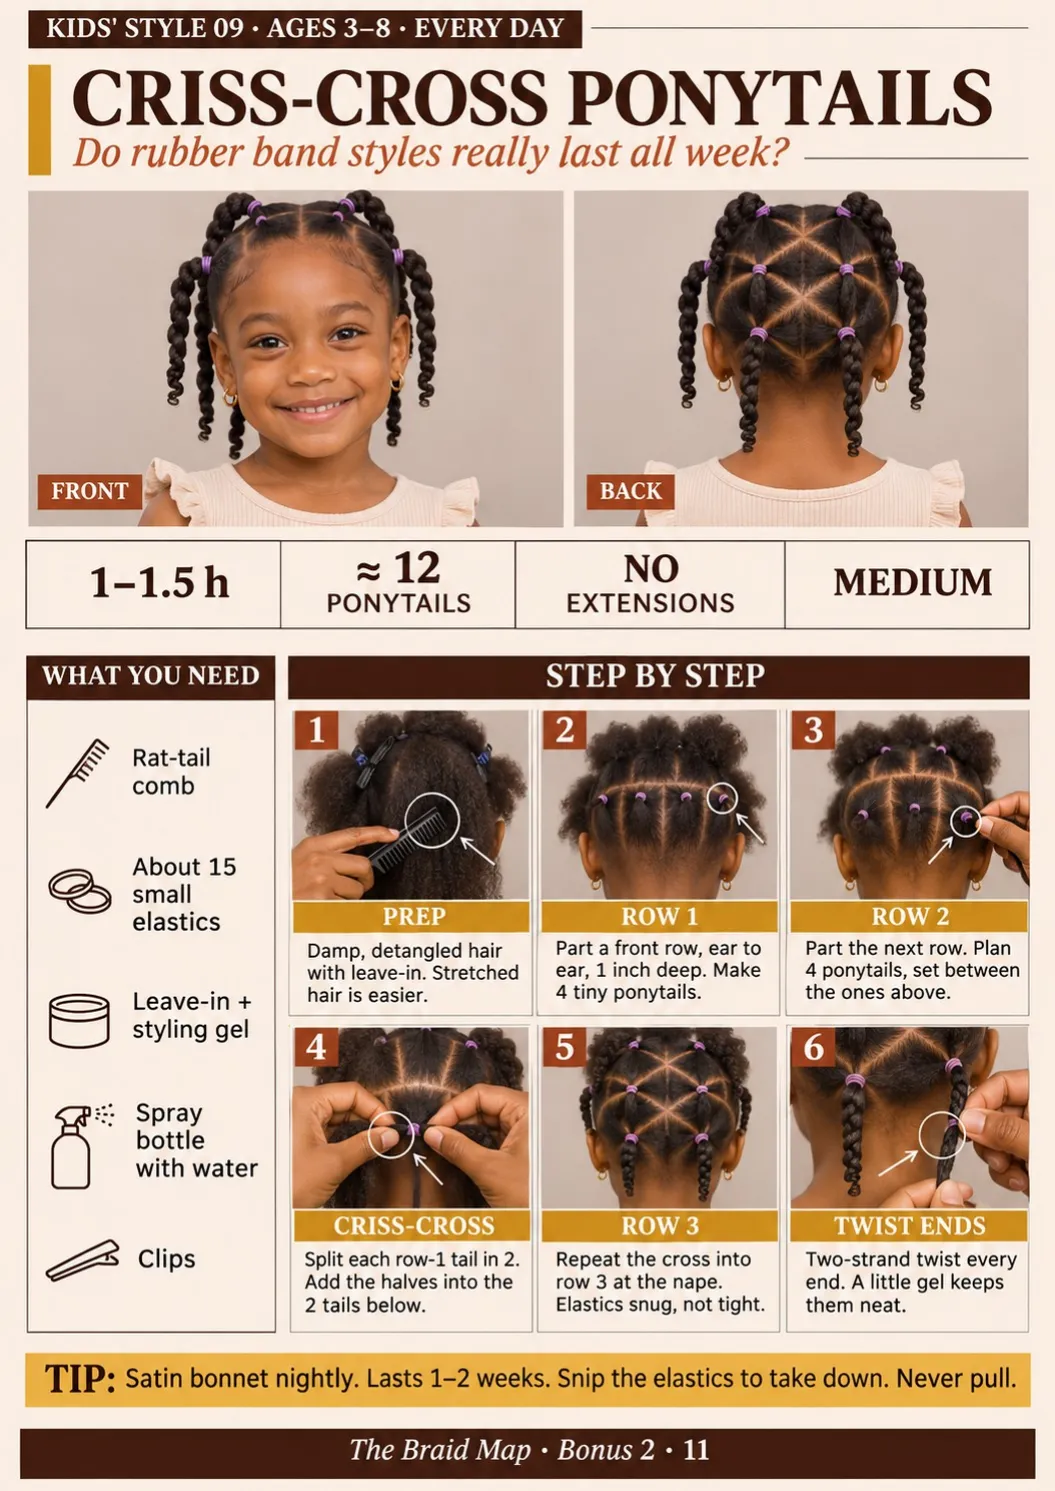 KIDS' STYLE 09 • AGES 3–8 • EVERY DAY
CRISS-CROSS PONYTAILS
Do rubber band styles really last all week?
FRONT
BACK
1–1.5 h
≈ 12
PONYTAILS
NO
EXTENSIONS
MEDIUM
WHAT YOU NEED
Rat-tail
comb
About 15
small
elastics
Leave-in +
styling gel
Spray
bottle
with water
Clips
STEP BY STEP
1
PREP
Damp, detangled hair
with leave-in. Stretched
hair is easier.
2
ROW 1
Part a front row, ear to
ear, 1 inch deep. Make
4 tiny ponytails.
3
ROW 2
Part the next row. Plan
4 ponytails, set between
the ones above.
4
CRISS-CROSS
Split each row-1 tail in 2.
Add the halves into the
2 tails below.
5
ROW 3
Repeat the cross into
row 3 at the nape.
Elastics snug, not tight.
6
TWIST ENDS
Two-strand twist every
end. A little gel keeps
them neat.
TIP: Satin bonnet nightly. Lasts 1–2 weeks. Snip the elastics to take down. Never pull.
The Braid Map • Bonus 2 • 11